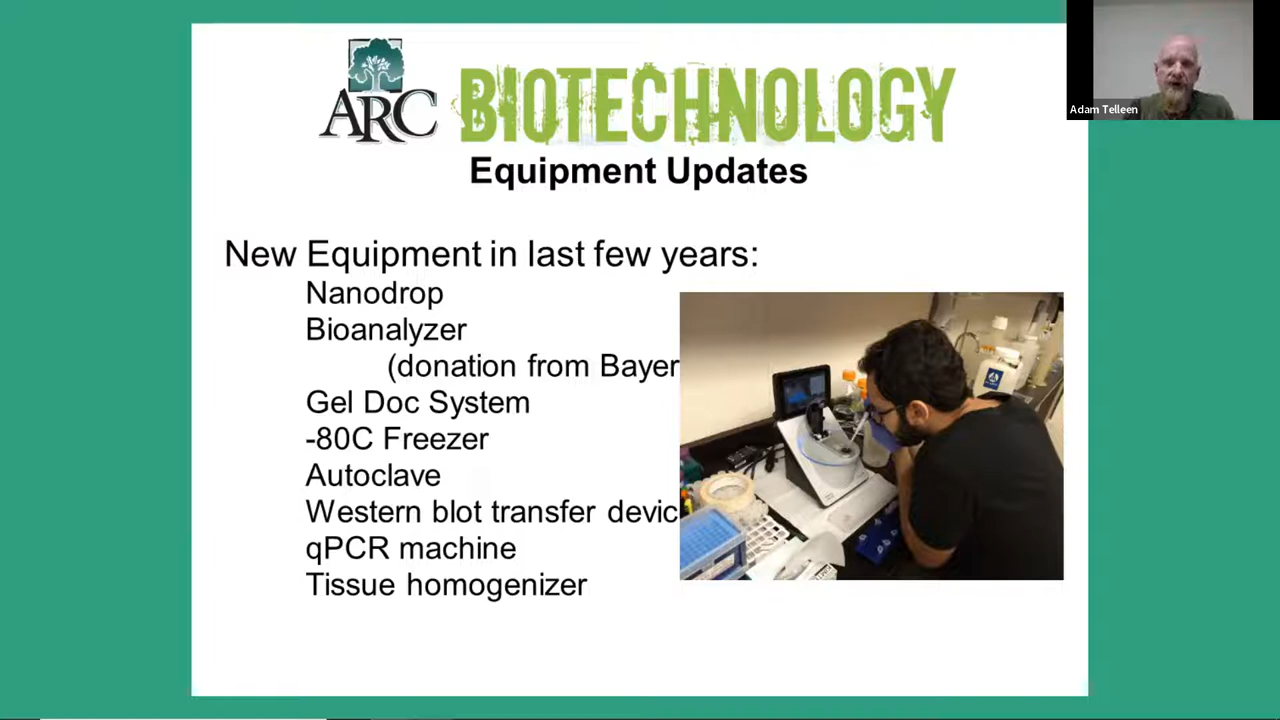 ARC BIOTECHNOLOGY
Adam Telleen
Equipment Updates
New Equipment in last few years:
Nanodrop
Bioanalyzer
(donation from Bayer
Gel Doc System
-80C Freezer
Autoclave
Western blot transfer devic
qPCR machine
Tissue homogenizer